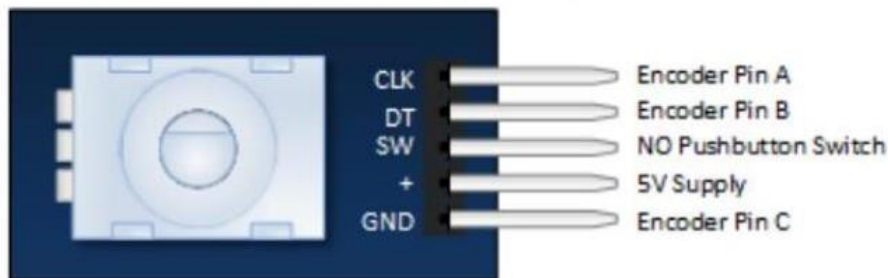 CLK Encoder Pin A
DT Encoder Pin B
SW NO Pushbutton Switch
+ 5V Supply
GND Encoder Pin C